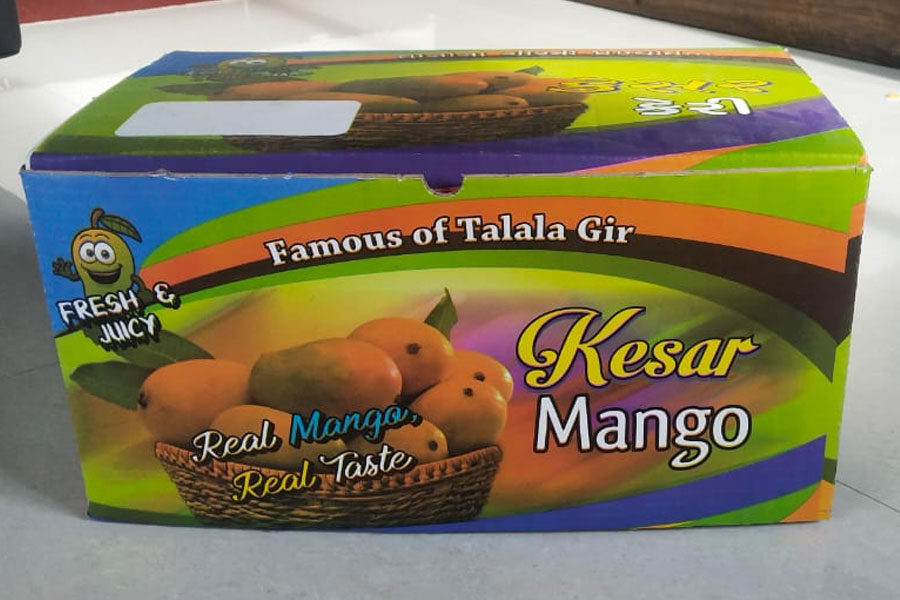 Famous of Talala Gir
FRESH &
JUICY
Kesar
Mango
Real Mango,
Real Taste